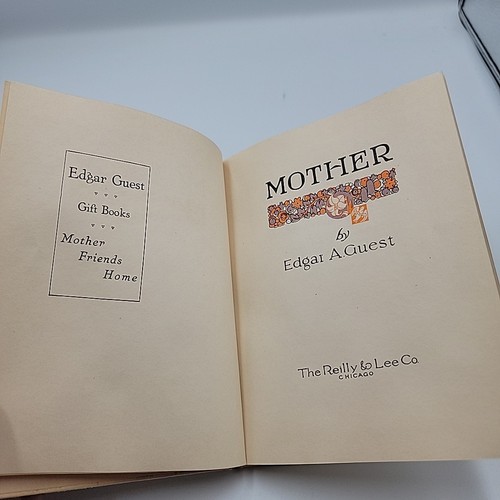 Edgar Guest
Gift Books
Mother
Friends
Home
MOTHER
by
Edgar A Guest
The Reilly & Lee Co.
CHICAGO